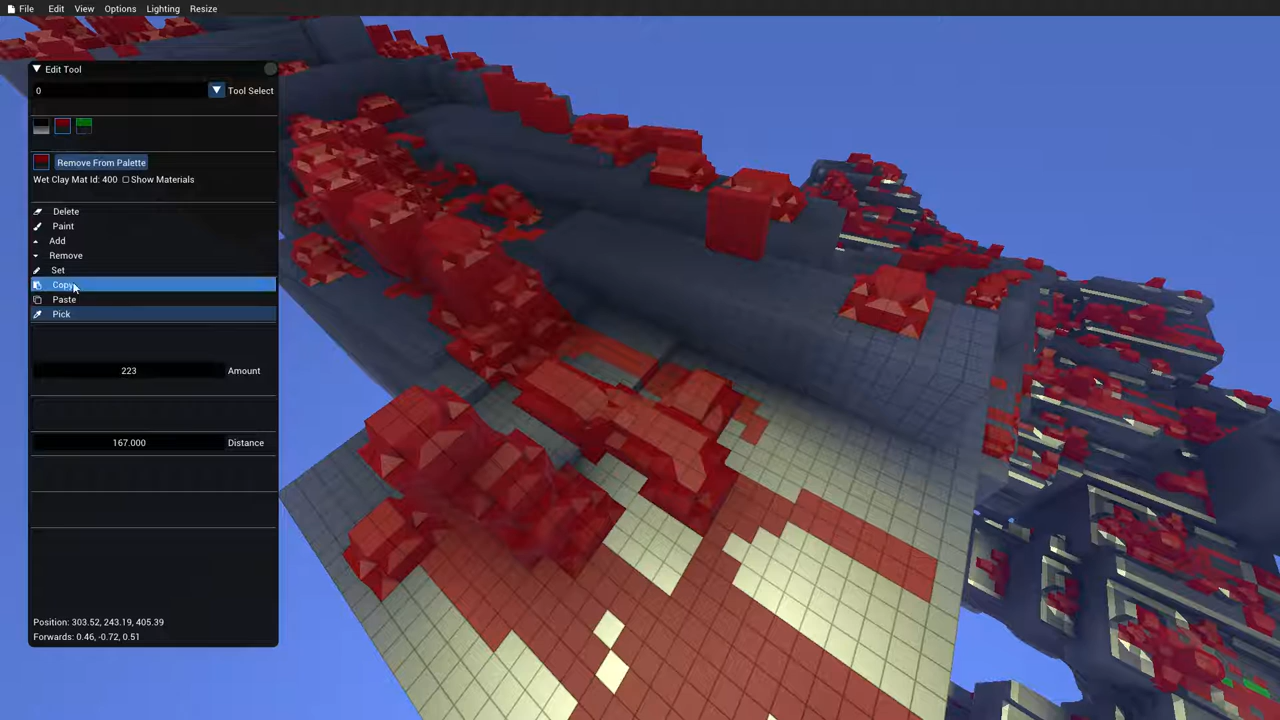 File Edit View Options Lighting Resize
Edit Tool
0 Tool Select
Remove From Palette
Wet Clay Mat Id: 400 Show Materials
Delete
Paint
Add
Remove
Set
Copy
Paste
Pick
223 Amount
167.000 Distance
Position: 303.52, 243.19, 405.39
Forwards: 0.46, -0.72, 0.51